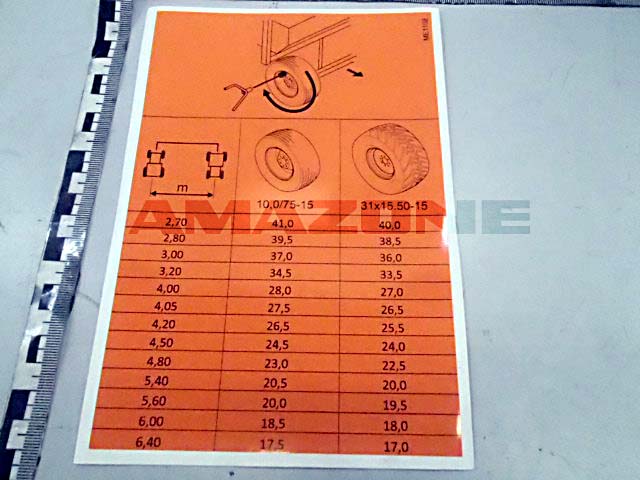 ME1102
m
10,0/75-15 31x15.50-15
AMAZONE
2,70 41,0 40,0
2,80 39,5 38,5
3,00 37,0 36,0
3,20 34,5 33,5
4,00 28,0 27,0
4,05 27,5 26,5
4,20 26,5 25,5
4,50 24,5 24,0
4,80 23,0 22,5
5,40 20,5 20,0
5,60 20,0 19,5
6,00 18,5 18,0
6,40 17,5 17,0